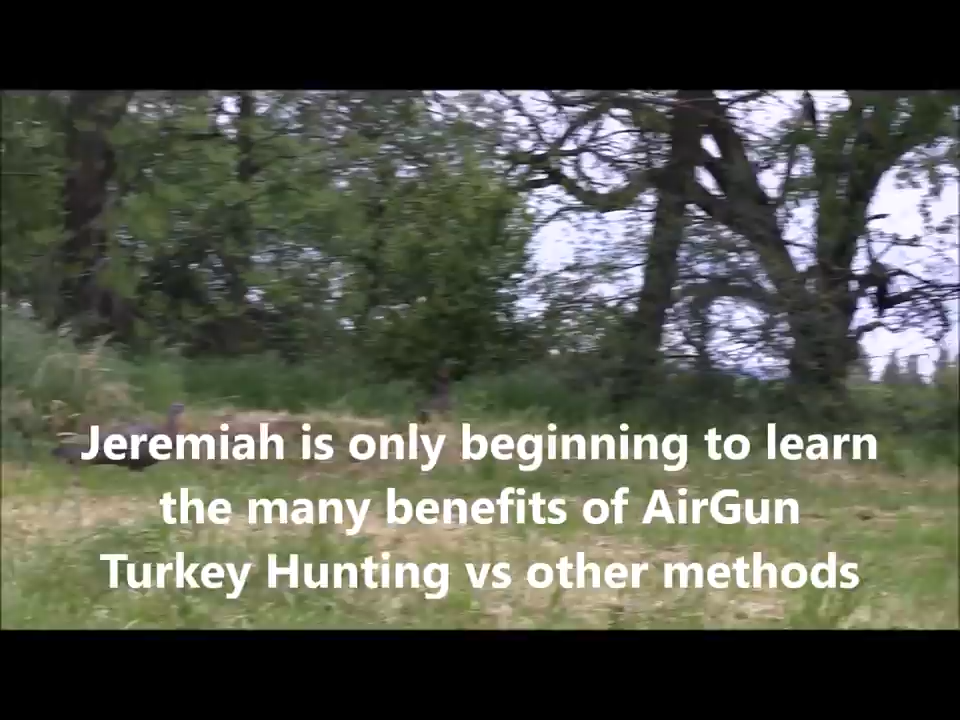 Jeremiah is only beginning to learn
the many benefits of AirGun
Turkey Hunting vs other methods